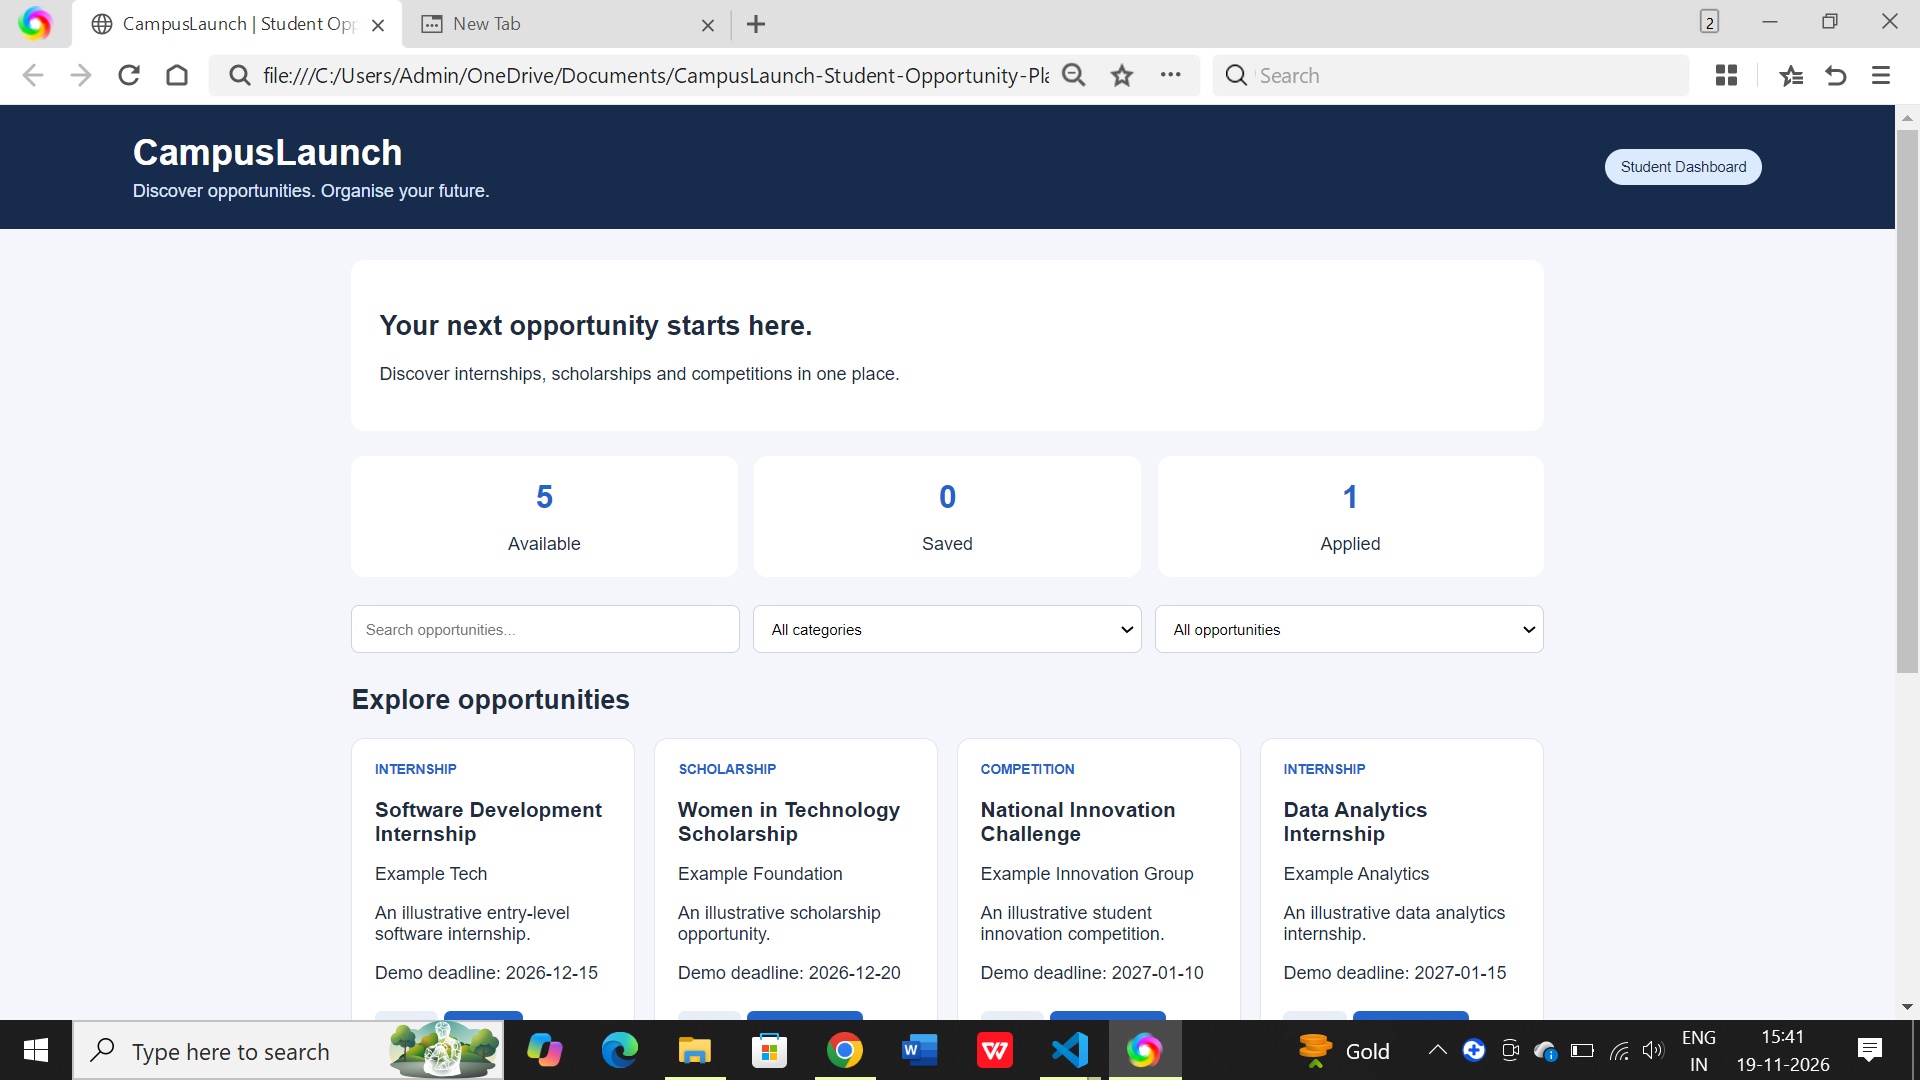 CampusLaunch | Student Opp
New Tab
2
file:///C:/Users/Admin/OneDrive/Documents/CampusLaunch-Student-Opportunity-Pla
Search
CampusLaunch
Discover opportunities. Organise your future.
Student Dashboard
Your next opportunity starts here.
Discover internships, scholarships and competitions in one place.
5
Available
0
Saved
1
Applied
Search opportunities...
All categories
All opportunities
Explore opportunities
INTERNSHIP
Software Development
Internship
Example Tech
An illustrative entry-level
software internship.
Demo deadline: 2026-12-15
SCHOLARSHIP
Women in Technology
Scholarship
Example Foundation
An illustrative scholarship
opportunity.
Demo deadline: 2026-12-20
COMPETITION
National Innovation
Challenge
Example Innovation Group
An illustrative student
innovation competition.
Demo deadline: 2027-01-10
INTERNSHIP
Data Analytics
Internship
Example Analytics
An illustrative data analytics
internship.
Demo deadline: 2027-01-15
Type here to search
Gold
ENG
IN
15:41
19-11-2026